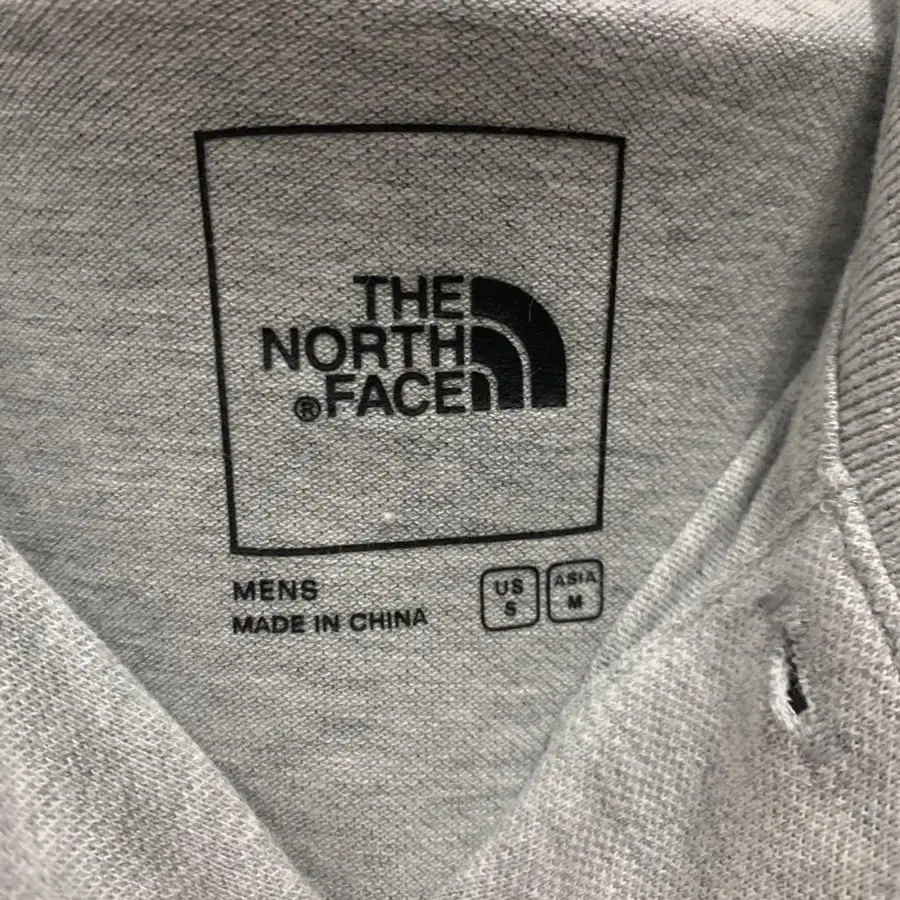 THE
NORTH
®FACE
MENS
MADE IN CHINA
US
S
ASIA
M